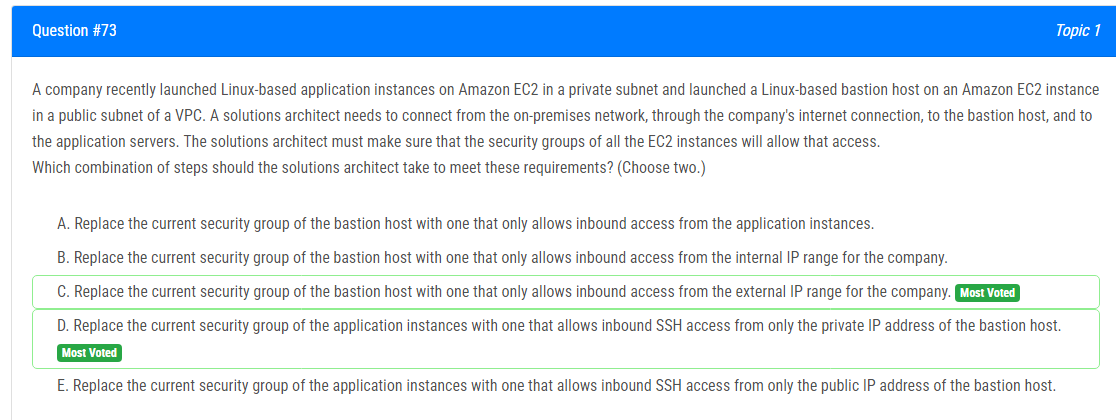 Question #73
Topic 1
A company recently launched Linux-based application instances on Amazon EC2 in a private subnet and launched a Linux-based bastion host on an Amazon EC2 instance
in a public subnet of a VPC. A solutions architect needs to connect from the on-premises network, through the company's internet connection, to the bastion host, and to
the application servers. The solutions architect must make sure that the security groups of all the EC2 instances will allow that access.
Which combination of steps should the solutions architect take to meet these requirements? (Choose two.)
A. Replace the current security group of the bastion host with one that only allows inbound access from the application instances.
B. Replace the current security group of the bastion host with one that only allows inbound access from the internal IP range for the company.
C. Replace the current security group of the bastion host with one that only allows inbound access from the external IP range for the company. Most Voted
D. Replace the current security group of the application instances with one that allows inbound SSH access from only the private IP address of the bastion host.
Most Voted
E. Replace the current security group of the application instances with one that allows inbound SSH access from only the public IP address of the bastion host.